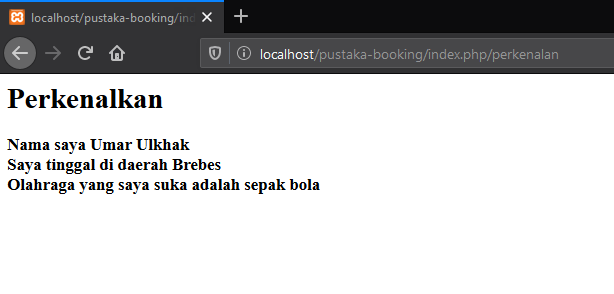 localhost/pustaka-booking/ind
localhost/pustaka-booking/index.php/perkenalan
Perkenalkan
Nama saya Umar Ulkhak
Saya tinggal di daerah Brebes
Olahraga yang saya suka adalah sepak bola